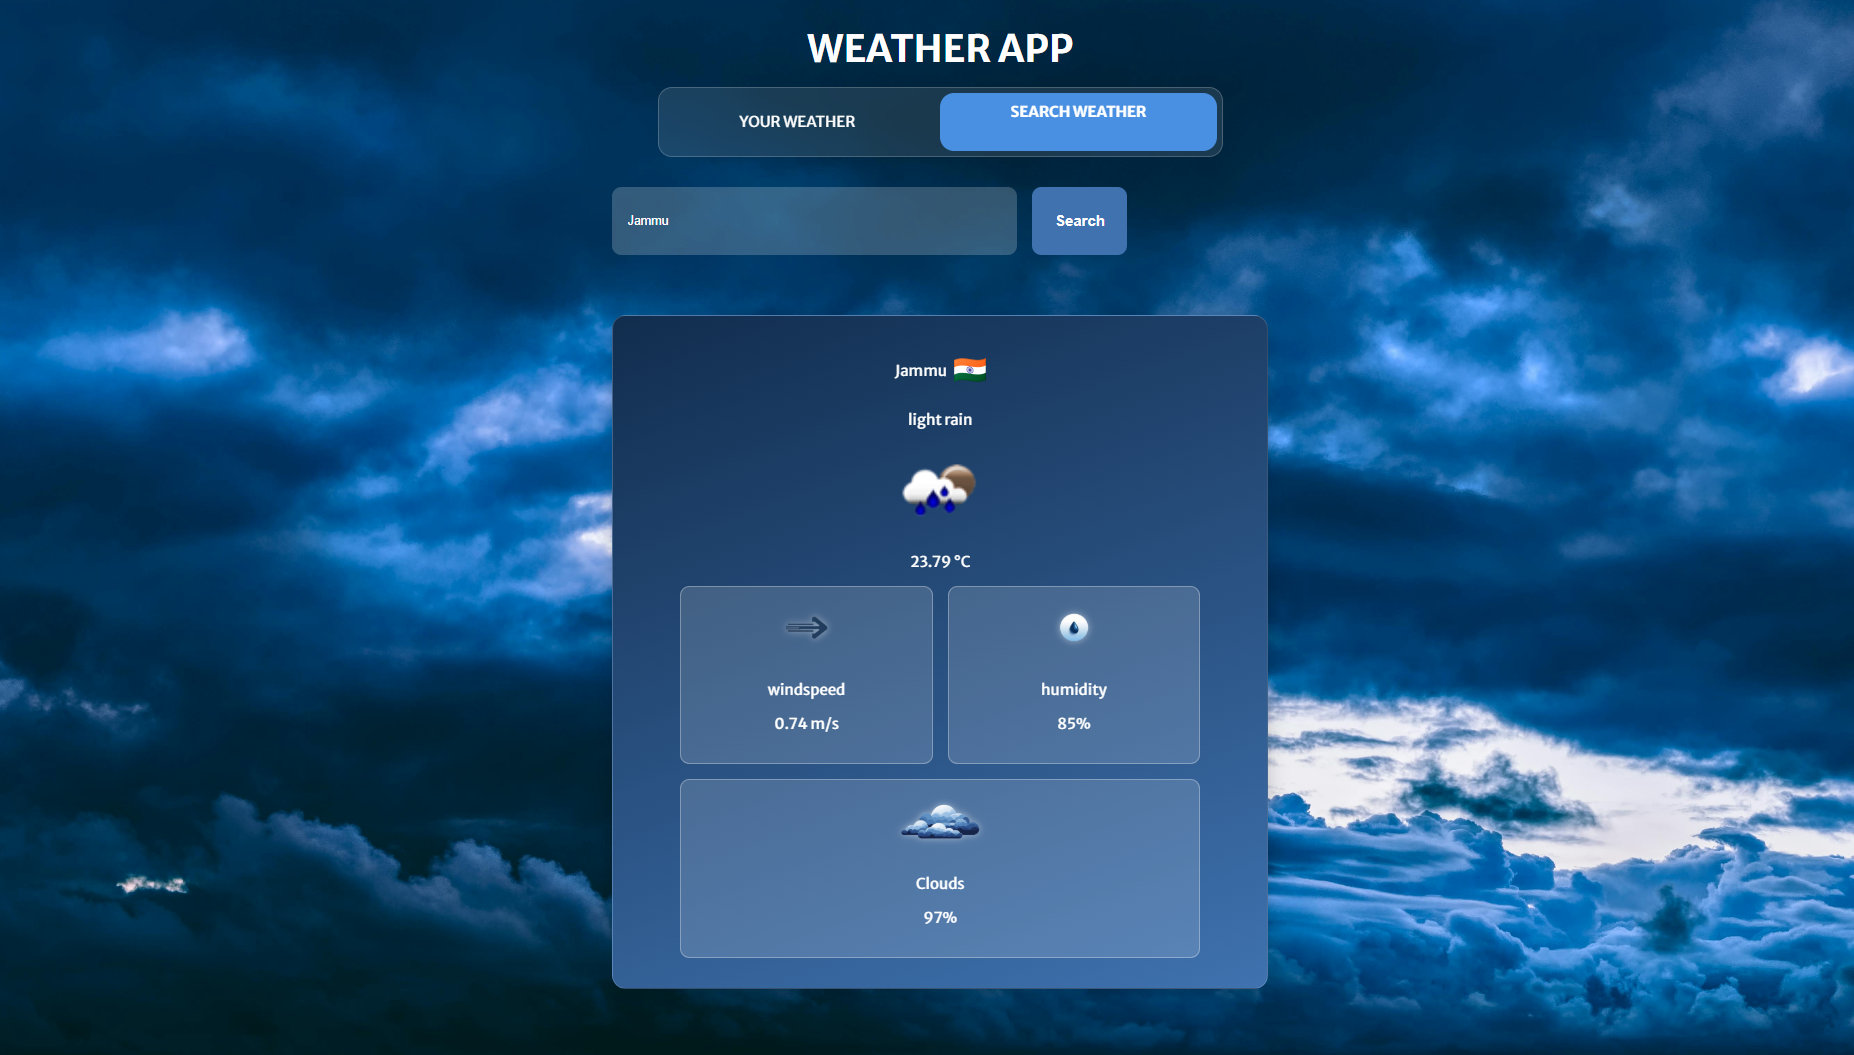 WEATHER APP
YOUR WEATHER
SEARCH WEATHER
Jammu
Search
Jammu
light rain
23.79 °C
windspeed
0.74 m/s
humidity
85%
Clouds
97%